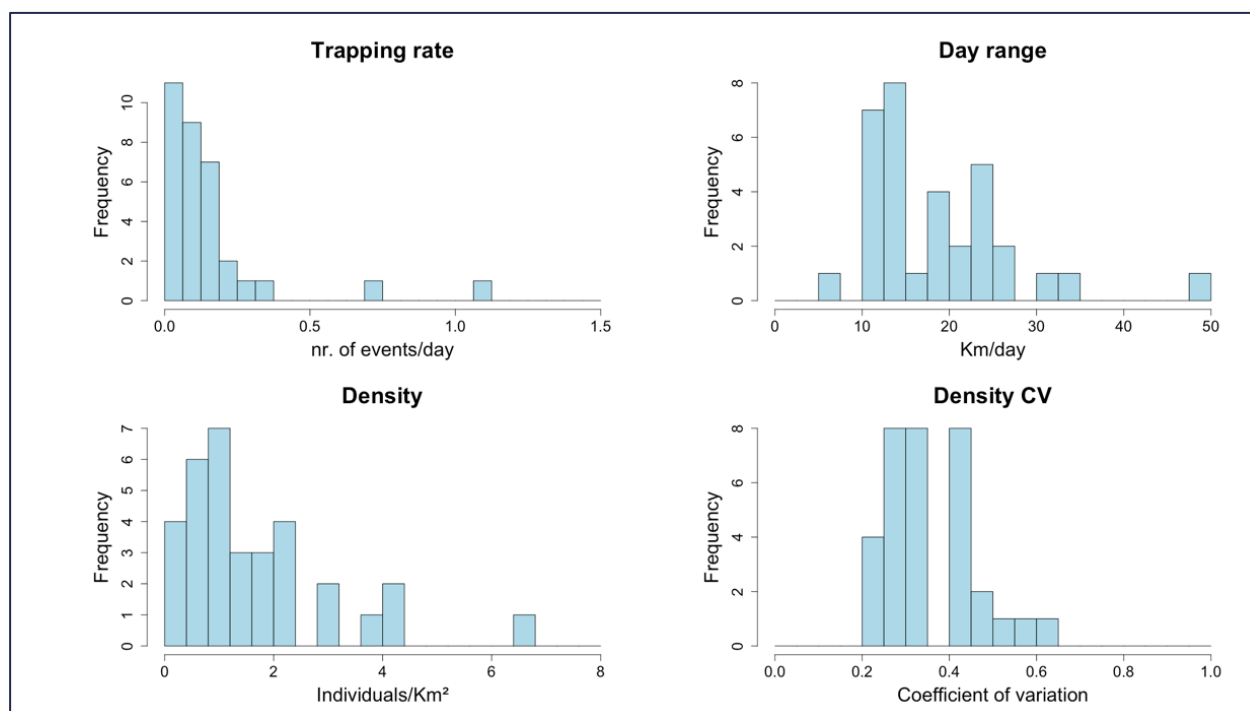 Trapping rate
Frequency
0 2 4 6 8 10
0.0 0.5 1.0 1.5
nr. of events/day
Day range
Frequency
0 2 4 6 8
0 10 20 30 40 50
Km/day
Density
Frequency
0 1 2 3 4 5 6 7
0 2 4 6 8
Individuals/Km²
Density CV
Frequency
0 2 4 6 8
0.0 0.2 0.4 0.6 0.8 1.0
Coefficient of variation